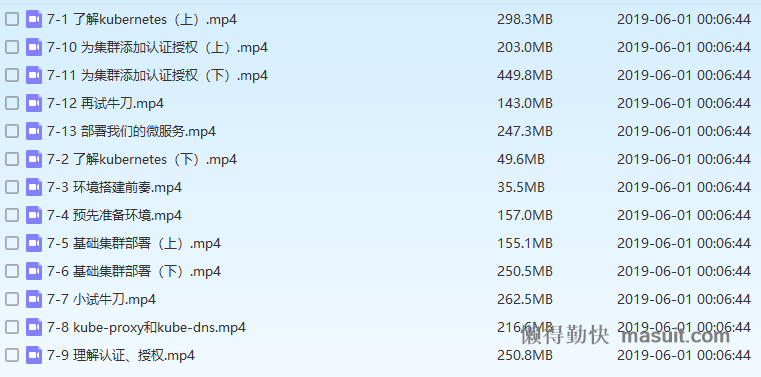 7-1 了解kubernetes（上）.mp4 298.3MB 2019-06-01 00:06:44
7-10 为集群添加认证授权（上）.mp4 203.0MB 2019-06-01 00:06:44
7-11 为集群添加认证授权（下）.mp4 449.8MB 2019-06-01 00:06:44
7-12 再试牛刀.mp4 143.0MB 2019-06-01 00:06:44
7-13 部署我们的微服务.mp4 247.3MB 2019-06-01 00:06:44
7-2 了解kubernetes（下）.mp4 49.6MB 2019-06-01 00:06:44
7-3 环境搭建前奏.mp4 35.5MB 2019-06-01 00:06:44
7-4 预先准备环境.mp4 157.0MB 2019-06-01 00:06:44
7-5 基础集群部署（上）.mp4 155.1MB 2019-06-01 00:06:44
7-6 基础集群部署（下）.mp4 250.5MB 2019-06-01 00:06:44
7-7 小试牛刀.mp4 262.5MB 2019-06-01 00:06:44
7-8 kube-proxy和kube-dns.mp4 216.6MB 2019-06-01 00:06:44
懒得勤快 masuit.com
7-9 理解认证、授权.mp4 250.8MB 2019-06-01 00:06:44